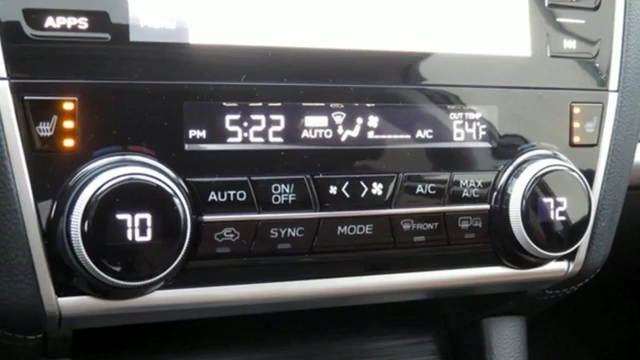 APPS
PM 5:22 AUTO A/C OUT TEMP 64°F
70 AUTO ON/OFF A/C MAX A/C 72
SYNC MODE FRONT